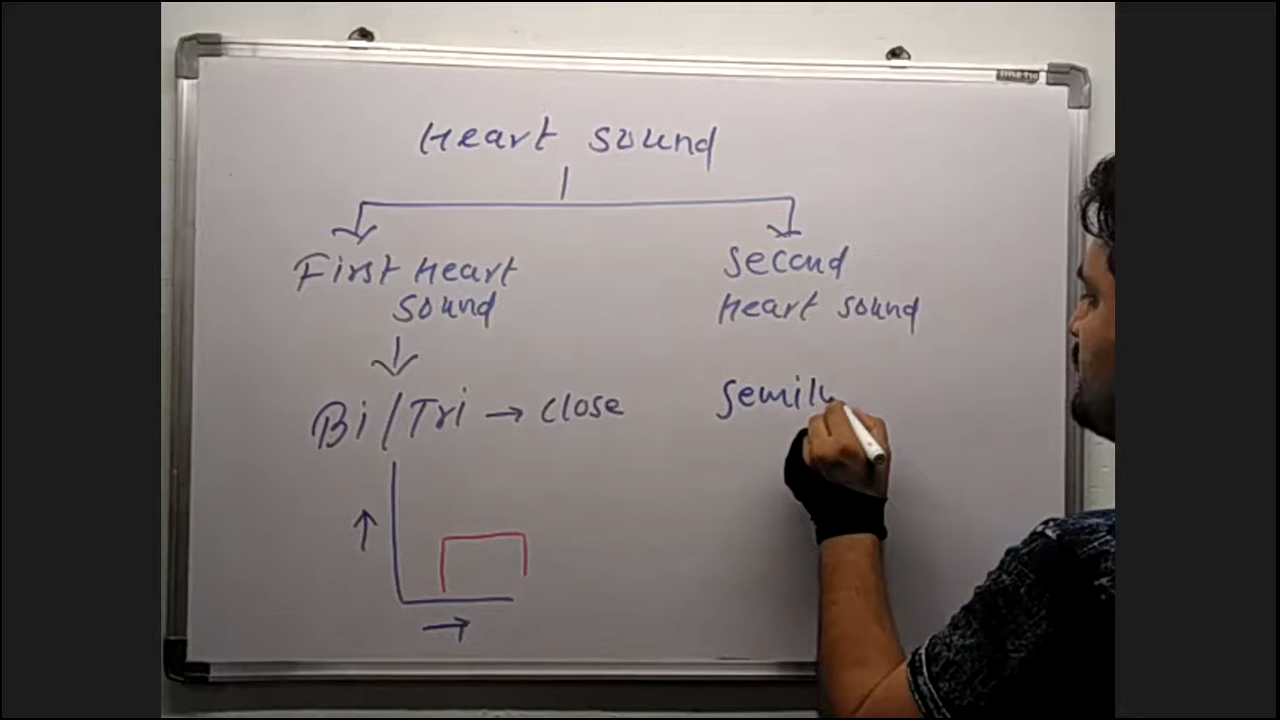 Heart sound
First Heart
sound
second
Heart sound
Bi/Tri → close
semilu